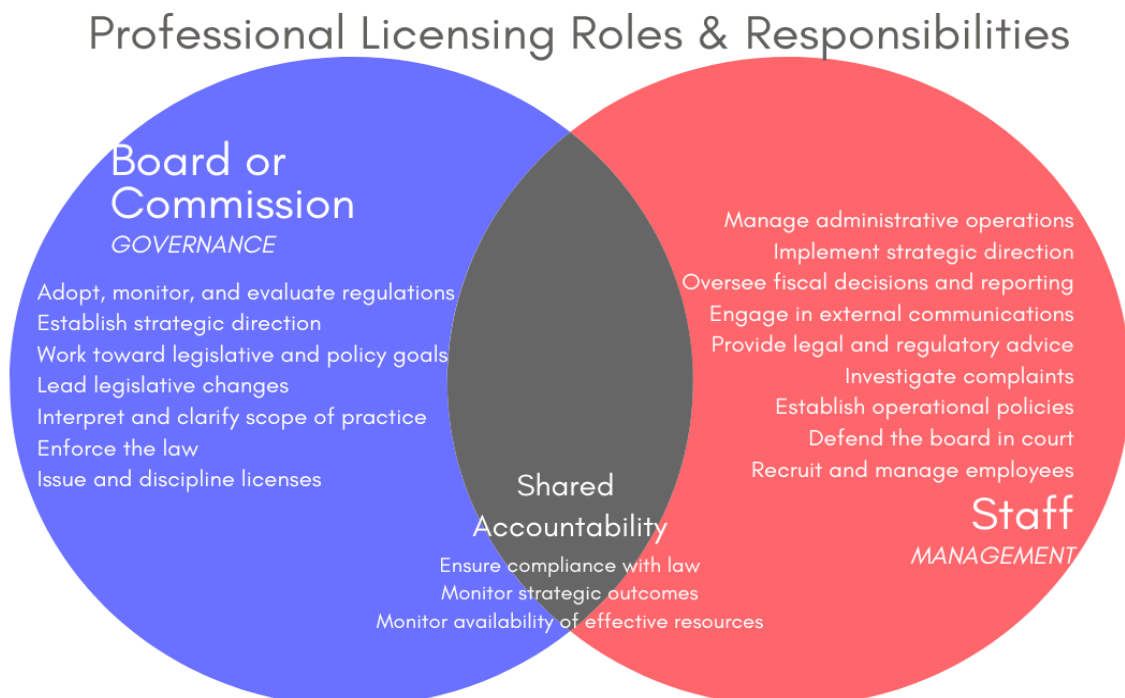 Professional Licensing Roles & Responsibilities
Board or
Commission
GOVERNANCE
Adopt, monitor, and evaluate regulations
Establish strategic direction
Work toward legislative and policy goals
Lead legislative changes
Interpret and clarify scope of practice
Enforce the law
Issue and discipline licenses
Shared
Accountability
Ensure compliance with law
Monitor strategic outcomes
Monitor availability of effective resources
Manage administrative operations
Implement strategic direction
Oversee fiscal decisions and reporting
Engage in external communications
Provide legal and regulatory advice
Investigate complaints
Establish operational policies
Defend the board in court
Recruit and manage employees
Staff
MANAGEMENT